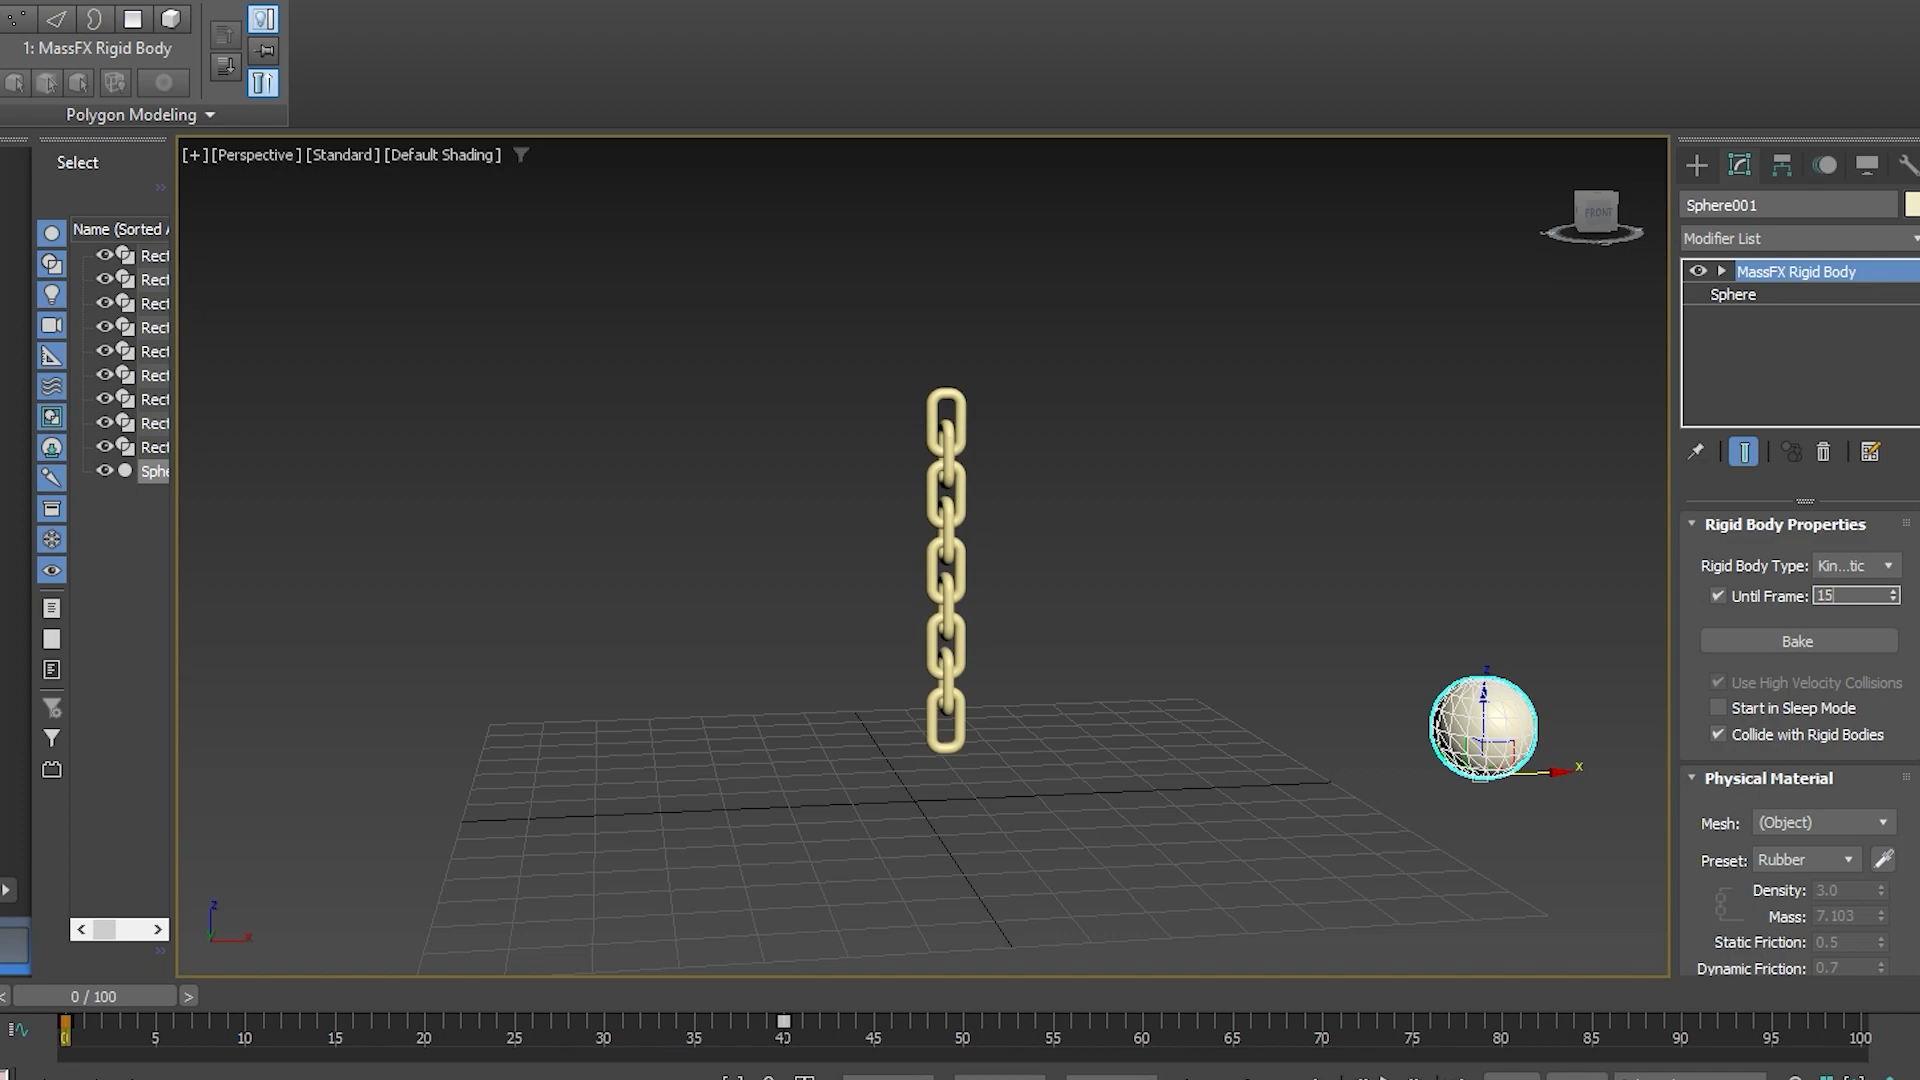 1: MassFX Rigid Body
Polygon Modeling
Select
[+] [Perspective] [Standard] [Default Shading]
FRONT
Sphere001
Modifier List
MassFX Rigid Body
Sphere
Name (Sorted A
Rect
Rect
Rect
Rect
Rect
Rect
Rect
Rect
Rect
Sphe
Rigid Body Properties
Rigid Body Type: Kin...tic
Until Frame: 15
Bake
Use High Velocity Collisions
Start in Sleep Mode
Collide with Rigid Bodies
Physical Material
Mesh: (Object)
Preset: Rubber
Density: 3.0
Mass: 7.103
Static Friction: 0.5
Dynamic Friction: 0.7
z
x
z
x
0 / 100
0 5 10 15 20 25 30 35 40 45 50 55 60 65 70 75 80 85 90 95 100